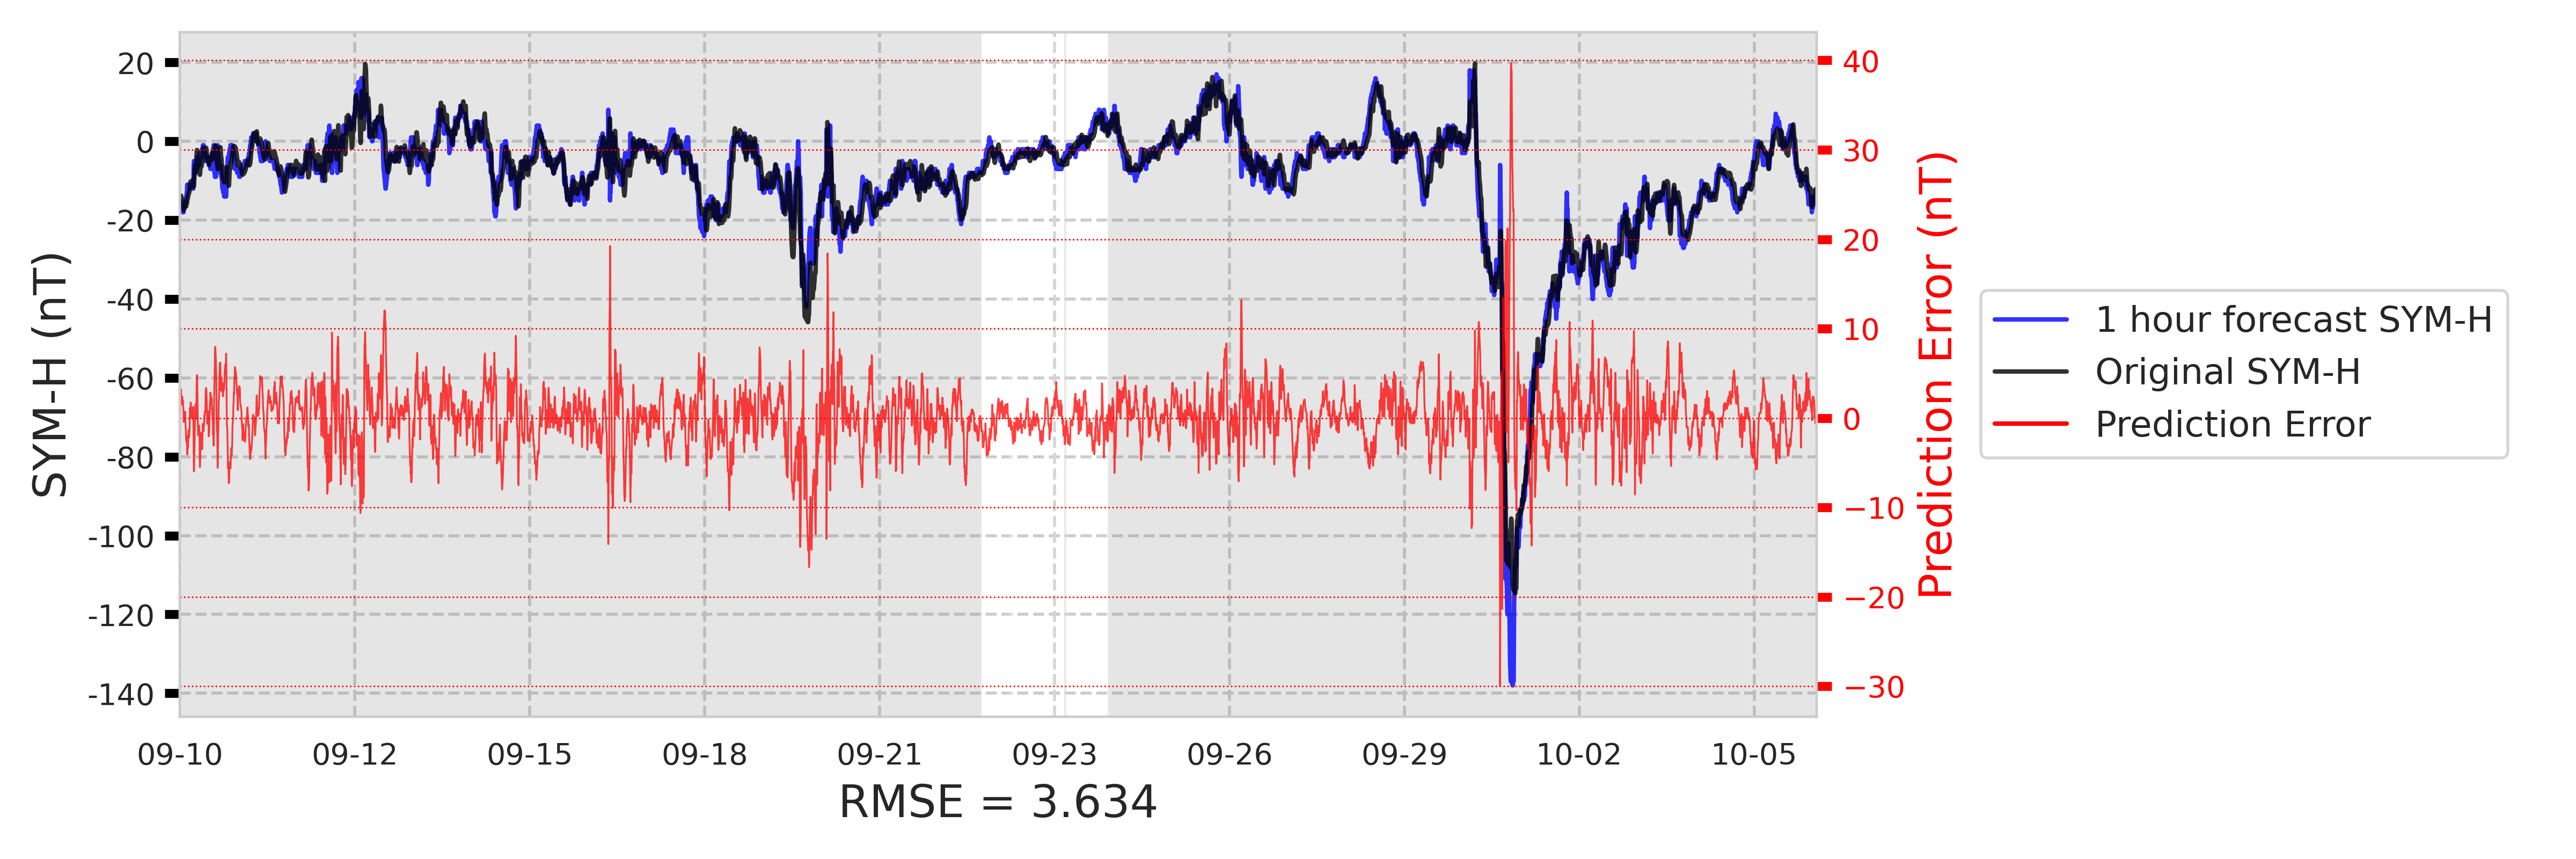 SYM-H (nT)
20
0
-20
-40
-60
-80
-100
-120
-140
40
30
20
10
0
−10
−20
−30
Prediction Error (nT)
1 hour forecast SYM-H
Original SYM-H
Prediction Error
09-10 09-12 09-15 09-18 09-21 09-23 09-26 09-29 10-02 10-05
RMSE = 3.634